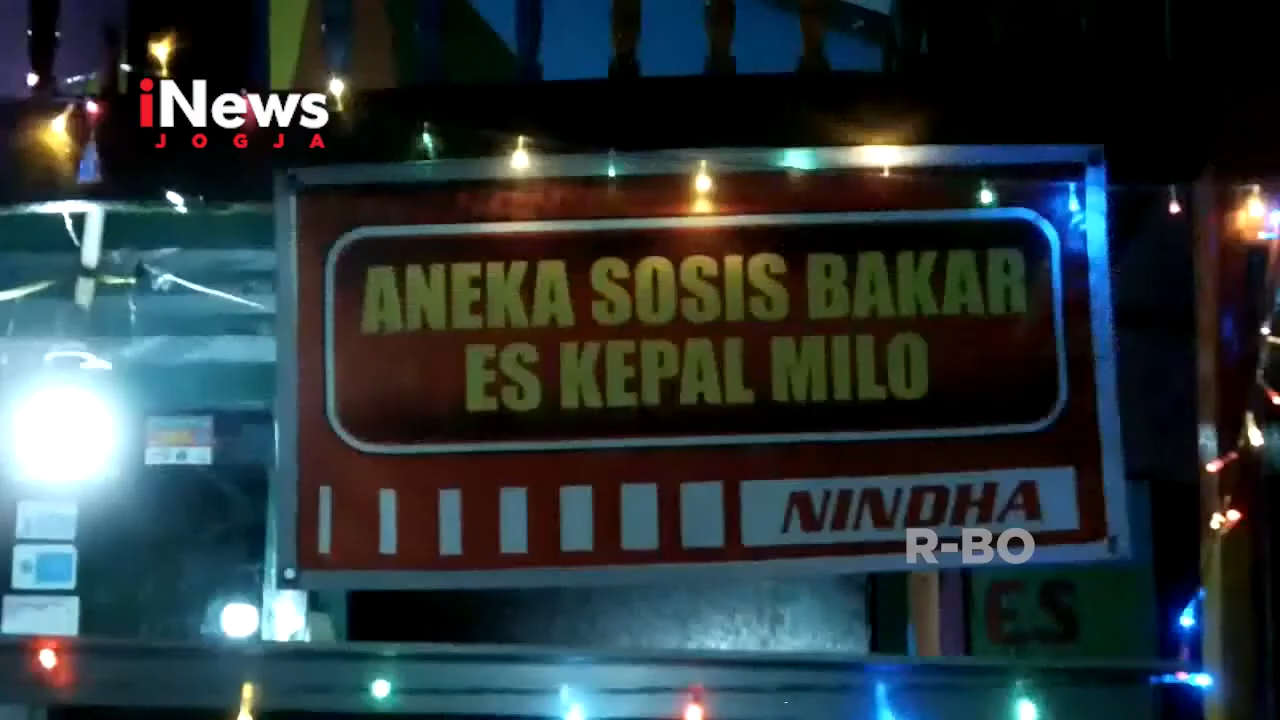 iNews
JOGJA
ANEKA SOSIS BAKAR
ES KEPAL MILO
NINDHA
R-BO
ES